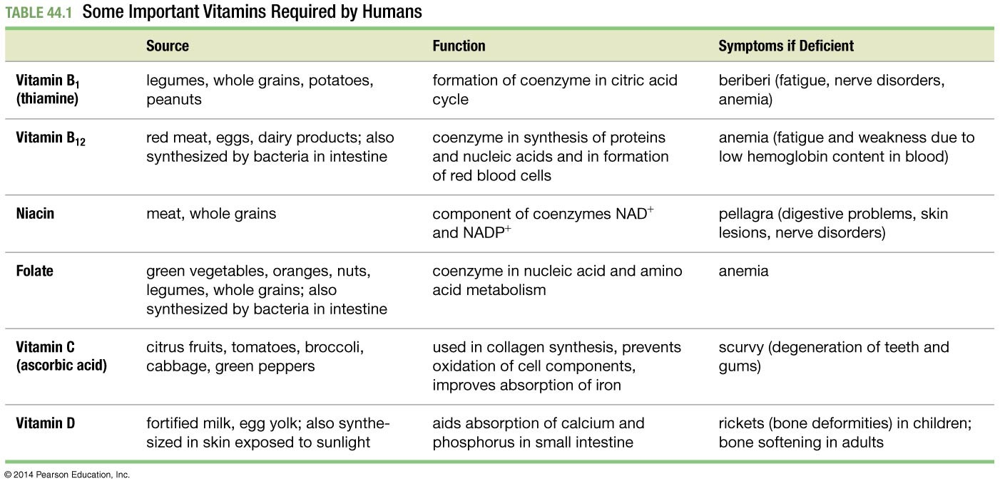 TABLE 44.1 Some Important Vitamins Required by Humans
Source Function Symptoms if Deficient
Vitamin B₁ legumes, whole grains, potatoes, formation of coenzyme in citric acid beriberi (fatigue, nerve disorders,
(thiamine) peanuts cycle anemia)
Vitamin B₁₂ red meat, eggs, dairy products; also coenzyme in synthesis of proteins anemia (fatigue and weakness due to
synthesized by bacteria in intestine and nucleic acids and in formation low hemoglobin content in blood)
of red blood cells
Niacin meat, whole grains component of coenzymes NAD⁺ pellagra (digestive problems, skin
and NADP⁺ lesions, nerve disorders)
Folate green vegetables, oranges, nuts, coenzyme in nucleic acid and amino anemia
legumes, whole grains; also acid metabolism
synthesized by bacteria in intestine
Vitamin C citrus fruits, tomatoes, broccoli, used in collagen synthesis, prevents scurvy (degeneration of teeth and
(ascorbic acid) cabbage, green peppers oxidation of cell components, gums)
improves absorption of iron
Vitamin D fortified milk, egg yolk; also synthe- aids absorption of calcium and rickets (bone deformities) in children;
sized in skin exposed to sunlight phosphorus in small intestine bone softening in adults
© 2014 Pearson Education, Inc.